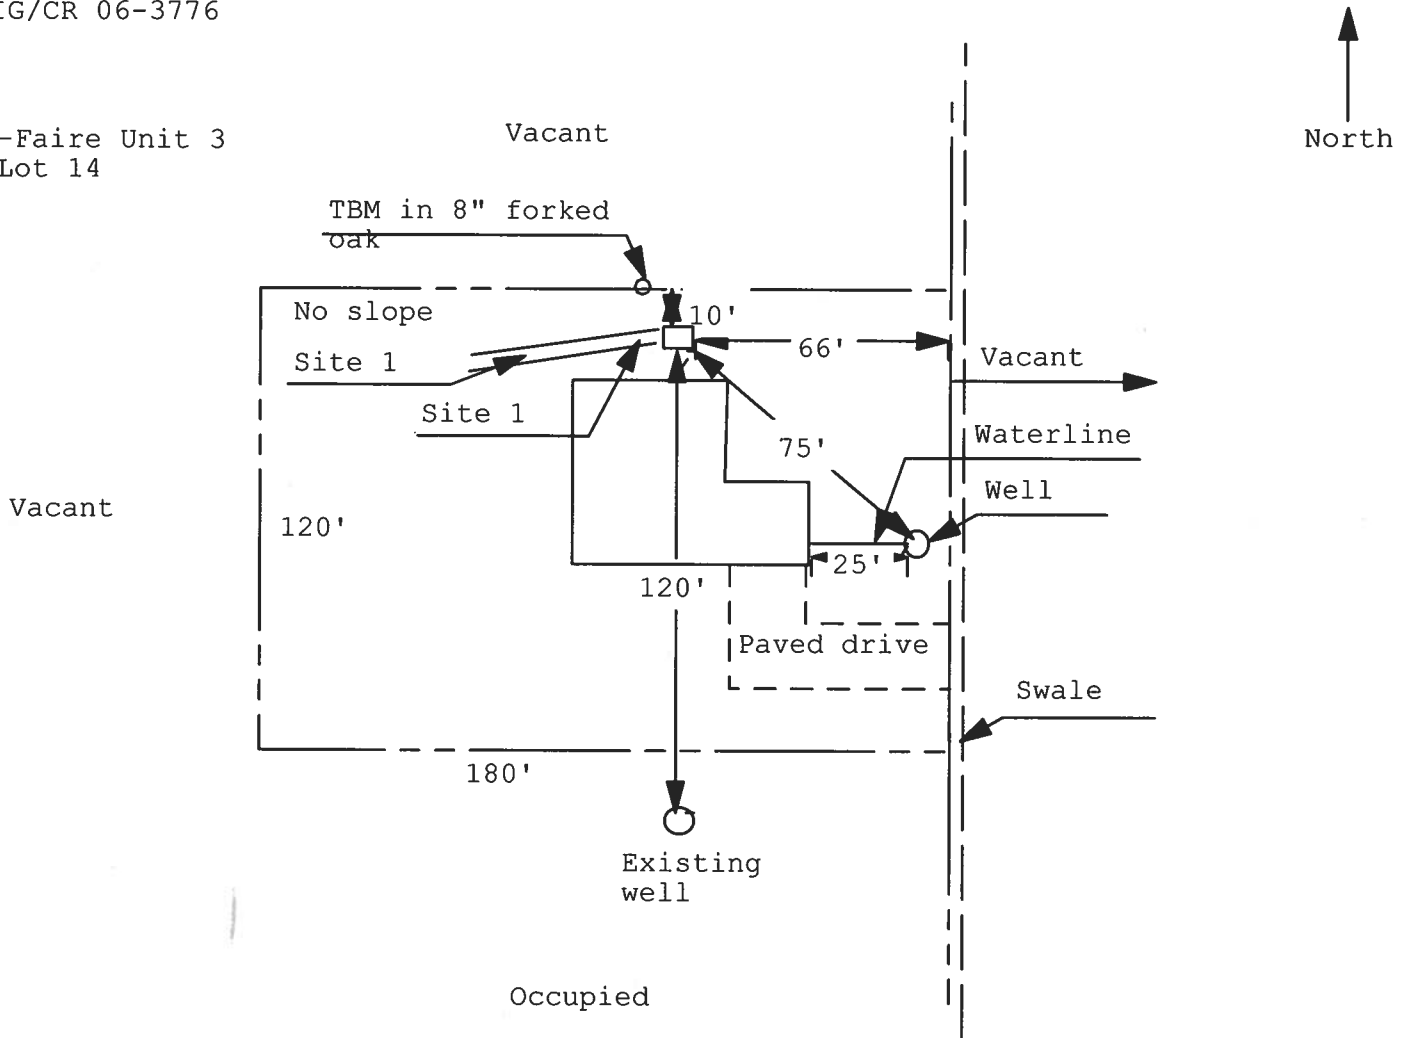 IG/CR 06-3776
-Faire Unit 3
Lot 14
Vacant
North
TBM in 8" forked
oak
No slope
10'
Site 1
66'
Vacant
Site 1
75'
Waterline
Well
Vacant
120'
25'
120'
Paved drive
Swale
180'
Existing
well
Occupied